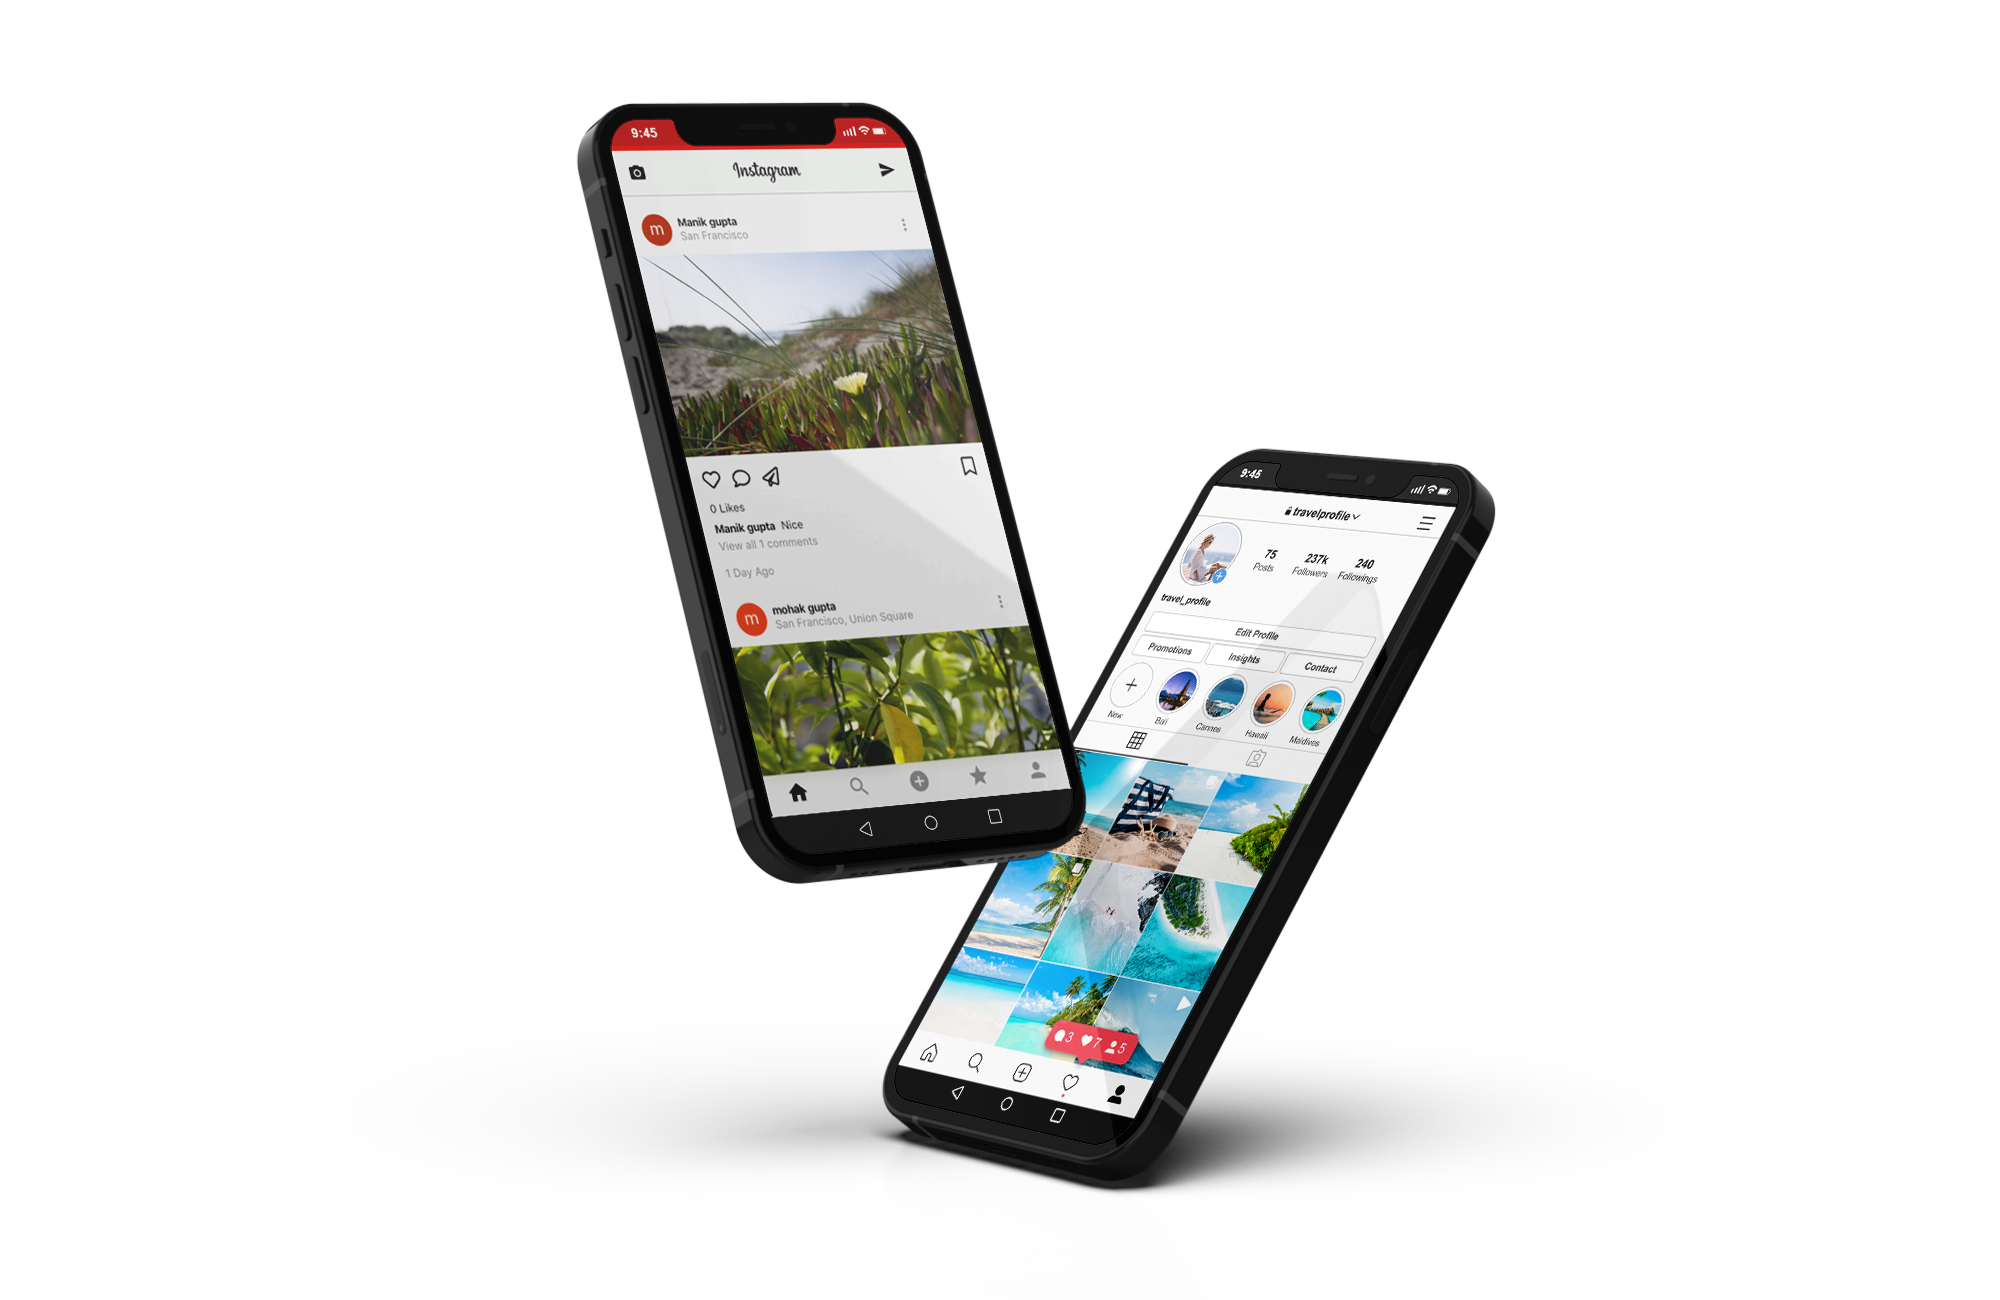 9:45
Instagram
m
Manik gupta
San Francisco
0 Likes
Manik gupta Nice
View all 1 comments
1 Day Ago
m
mohak gupta
San Francisco, Union Square
9:45
travelprofile
75 237k 240
Posts Followers Followings
travel_profile
Edit Profile
Promotions Insights Contact
New Bali Cannes Hawaii Maldives
3 7 5